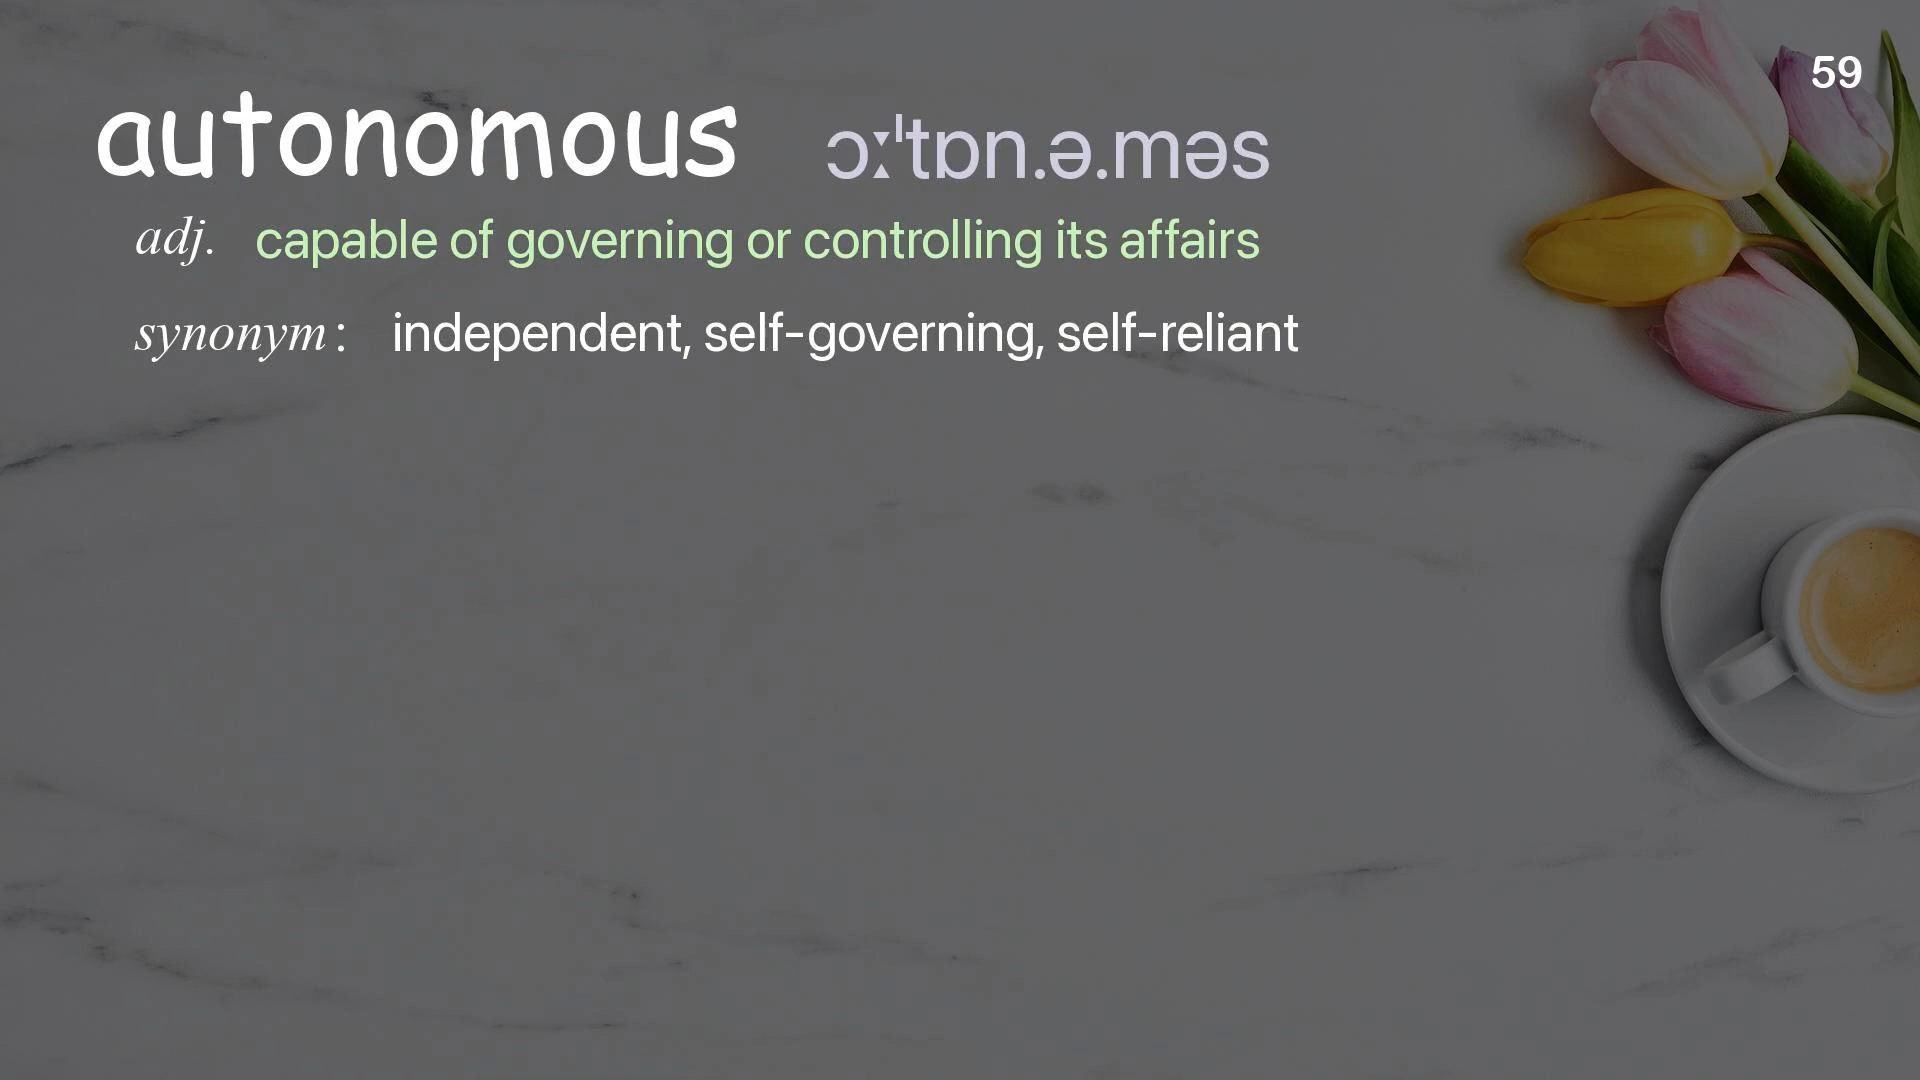 59
autonomous ɔːˈtɒn.ə.məs
adj. capable of governing or controlling its affairs
synonym: independent, self-governing, self-reliant